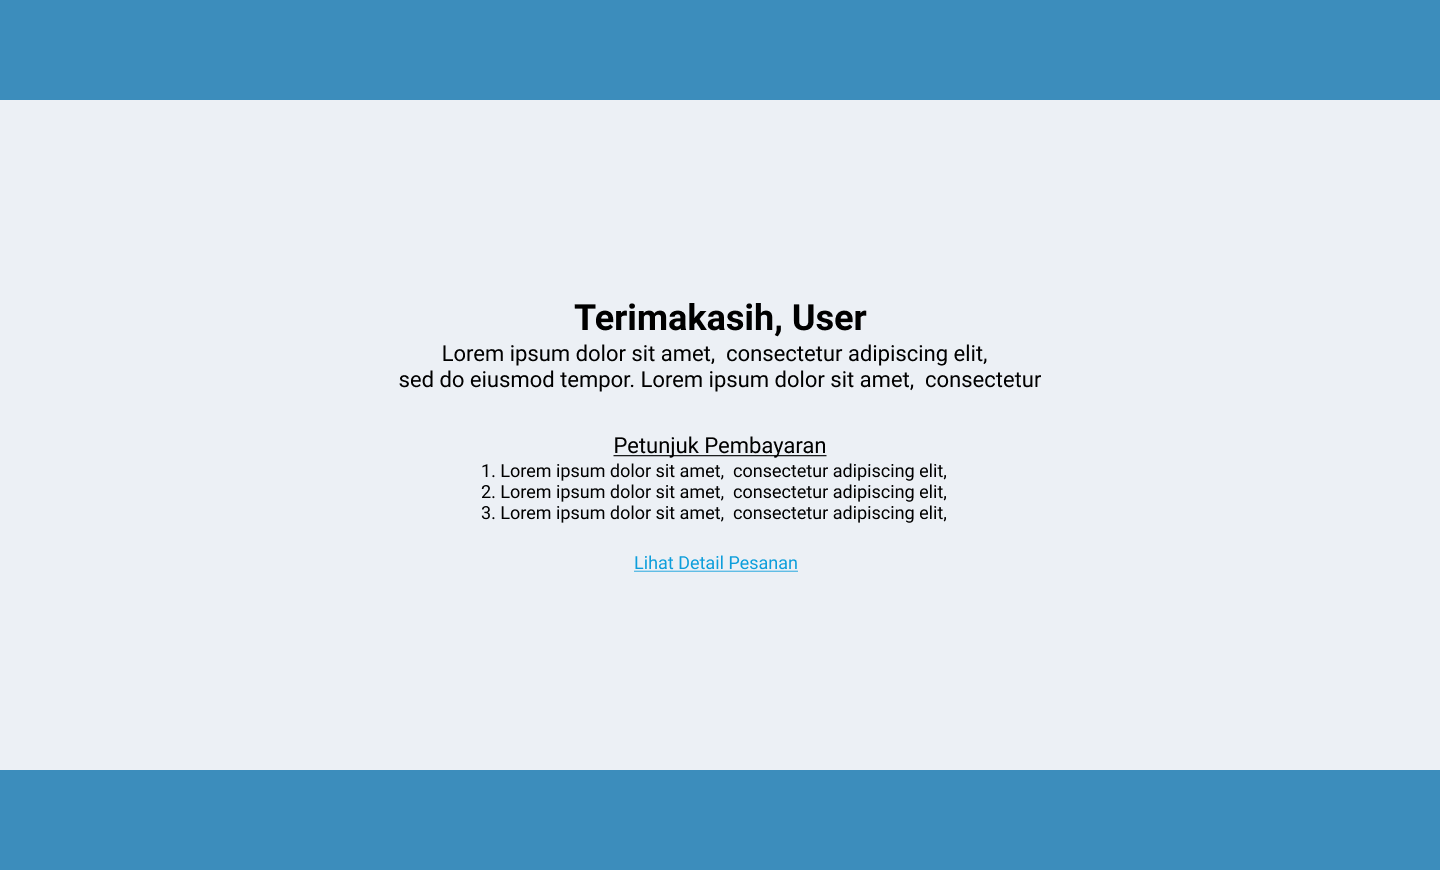 Terimakasih, User
Lorem ipsum dolor sit amet,  consectetur adipiscing elit,
sed do eiusmod tempor. Lorem ipsum dolor sit amet,  consectetur
Petunjuk Pembayaran
1. Lorem ipsum dolor sit amet,  consectetur adipiscing elit,
2. Lorem ipsum dolor sit amet,  consectetur adipiscing elit,
3. Lorem ipsum dolor sit amet,  consectetur adipiscing elit,
Lihat Detail Pesanan